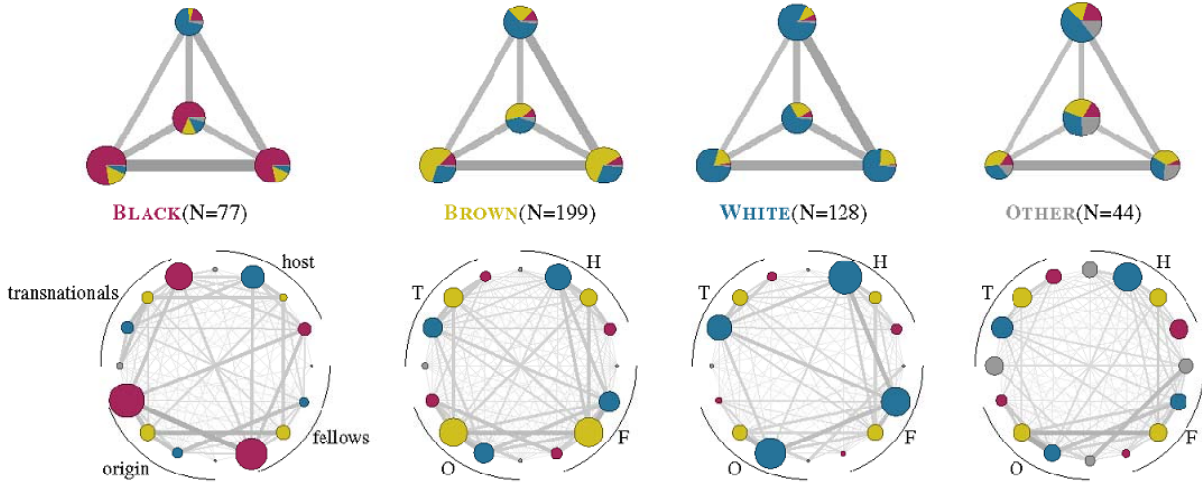 BLACK(N=77)
BROWN(N=199)
WHITE(N=128)
OTHER(N=44)
host
transnationals
origin
fellows
H
T
O
F
H
T
O
F
H
T
O
F